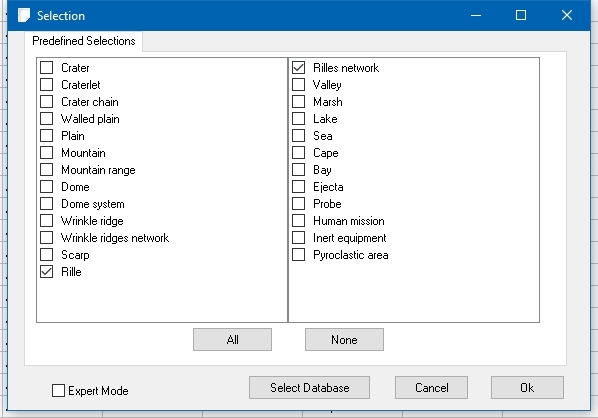 Selection
Predefined Selections
Crater
Craterlet
Crater chain
Walled plain
Plain
Mountain
Mountain range
Dome
Dome system
Wrinkle ridge
Wrinkle ridges network
Scarp
Rille
Rilles network
Valley
Marsh
Lake
Sea
Cape
Bay
Ejecta
Probe
Human mission
Inert equipment
Pyroclastic area
All
None
Expert Mode
Select Database
Cancel
Ok